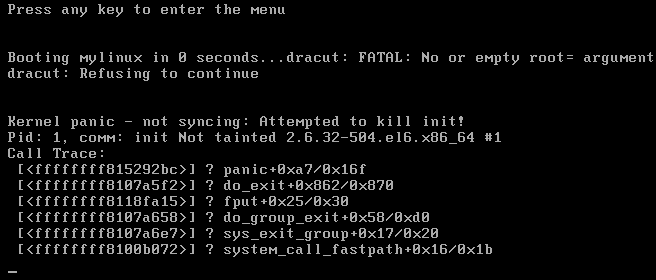 Press any key to enter the menu
Booting mylinux in 0 seconds...dracut: FATAL: No or empty root= argument
dracut: Refusing to continue
Kernel panic - not syncing: Attempted to kill init!
Pid: 1, comm: init Not tainted 2.6.32-504.el6.x86_64 #1
Call Trace:
[<ffffffff815292bc>] ? panic+0xa7/0x16f
[<ffffffff8107a5f2>] ? do_exit+0x862/0x870
[<ffffffff8118fa15>] ? fput+0x25/0x30
[<ffffffff8107a658>] ? do_group_exit+0x58/0xd0
[<ffffffff8107a6e7>] ? sys_exit_group+0x17/0x20
[<ffffffff8100b072>] ? system_call_fastpath+0x16/0x1b
_